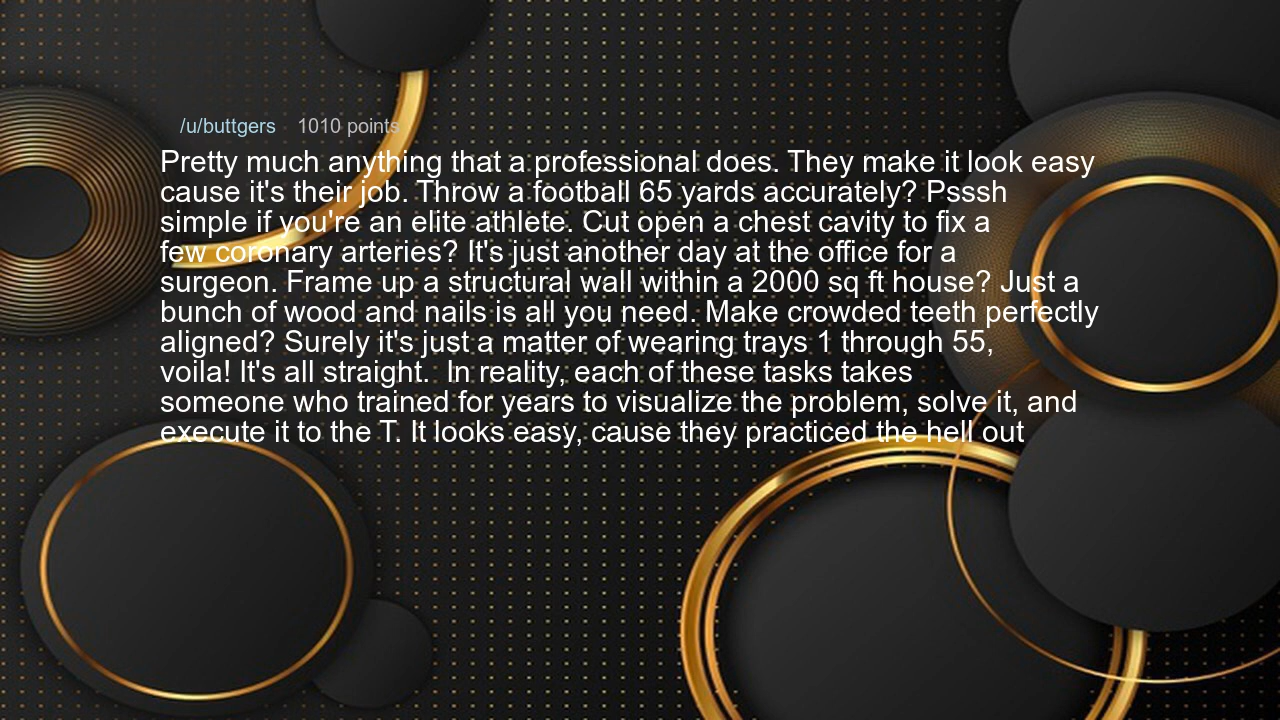 /u/buttgers 1010 points
Pretty much anything that a professional does. They make it look easy
cause it's their job. Throw a football 65 yards accurately? Psssh
simple if you're an elite athlete. Cut open a chest cavity to fix a
few coronary arteries? It's just another day at the office for a
surgeon. Frame up a structural wall within a 2000 sq ft house? Just a
bunch of wood and nails is all you need. Make crowded teeth perfectly
aligned? Surely it's just a matter of wearing trays 1 through 55,
voila! It's all straight.  In reality, each of these tasks takes
someone who trained for years to visualize the problem, solve it, and
execute it to the T. It looks easy, cause they practiced the hell out